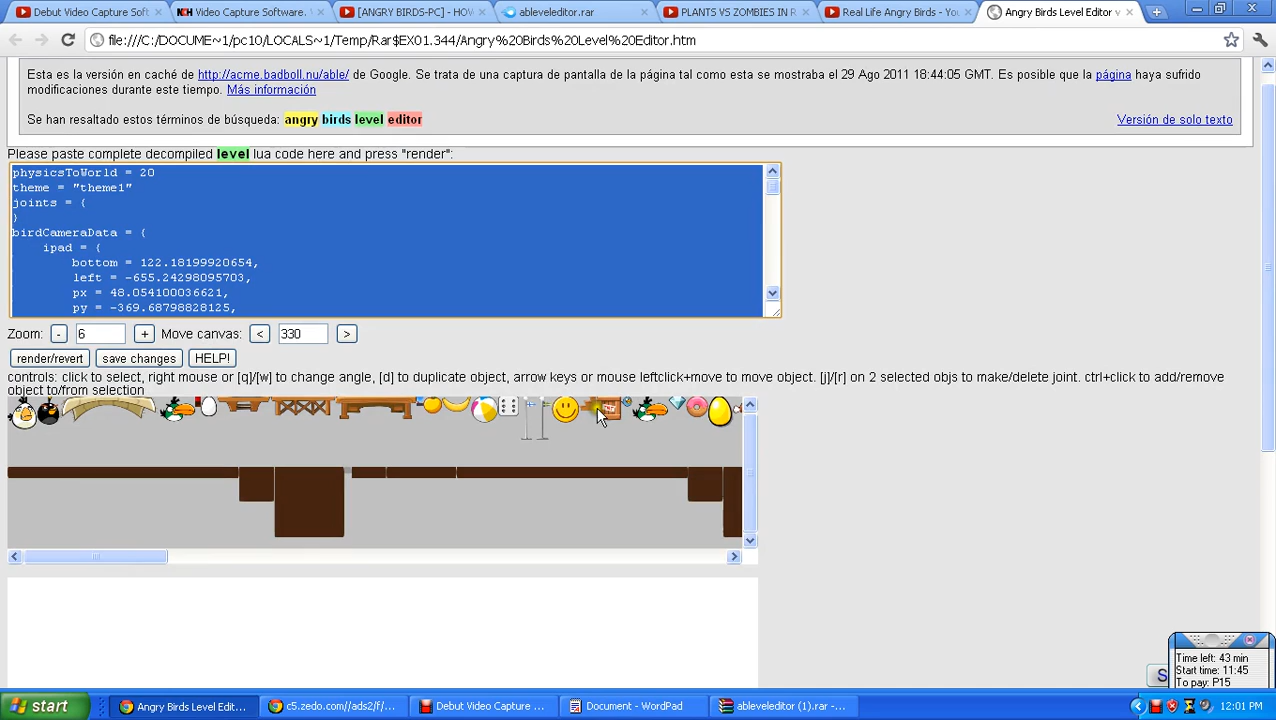 Debut Video Capture Soft
NCH Video Capture Software.
[ANGRY BIRDS-PC] - HOW
ableveleditor.rar
PLANTS VS ZOMBIES IN R
Real Life Angry Birds - You
Angry Birds Level Editor v
file:///C:/DOCUME~1/pc10/LOCALS~1/Temp/Rar$EX01.344/Angry%20Birds%20Level%20Editor.htm
Esta es la versión en caché de http://acme.badboll.nu/able/ de Google. Se trata de una captura de pantalla de la página tal como esta se mostraba el 29 Ago 2011 18:44:05 GMT. Es posible que la página haya sufrido
modificaciones durante este tiempo. Más información
Se han resaltado estos términos de búsqueda: angry birds level editor
Versión de solo texto
Please paste complete decompiled level lua code here and press "render":
physicsToWorld = 20
theme = "theme1"
joints = {
}
birdCameraData = {
ipad = {
bottom = 122.18199920654,
left = -655.24298095703,
px = 48.054100036621,
py = -369.68798828125,
Zoom: - 6 + Move canvas: < 330 >
render/revert save changes HELP!
controls: click to select, right mouse or [q]/[w] to change angle, [d] to duplicate object, arrow keys or mouse leftclick+move to move object. [j]/[r] on 2 selected objs to make/delete joint. ctrl+click to add/remove
object to/from selection
Time left: 43 min
Start time: 11:45
To pay: P15
S
start
Angry Birds Level Edit...
c5.zedo.com//ads2/f/...
Debut Video Capture ...
Document - WordPad
ableveleditor (1).rar -...
12:01 PM